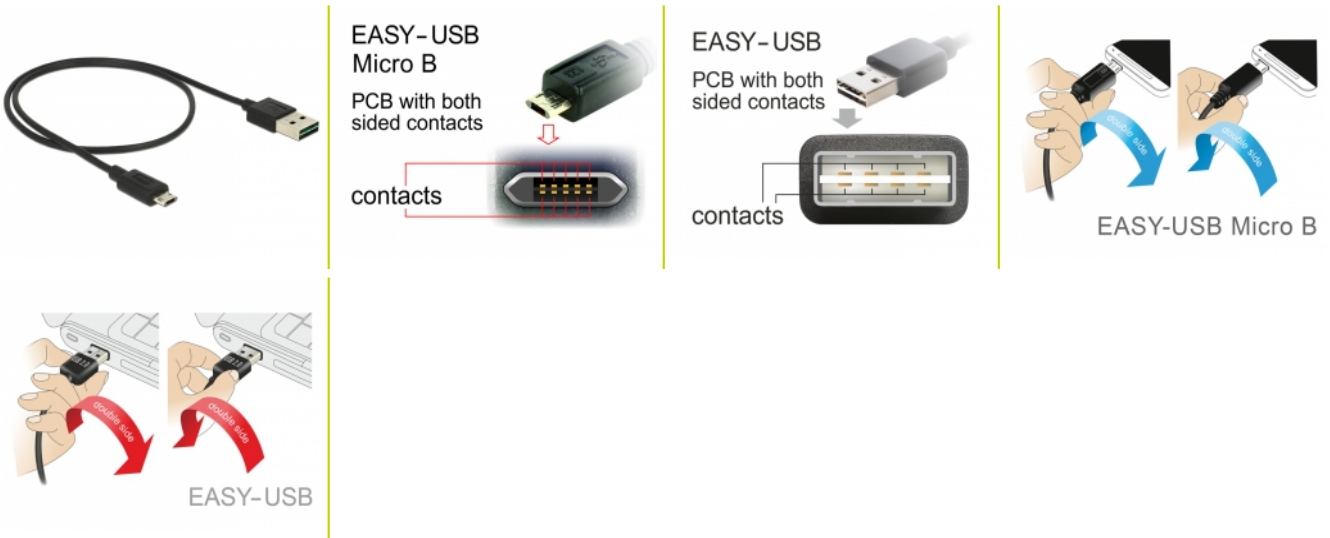 EASY-USB
Micro B
PCB with both
sided contacts
contacts
EASY-USB
PCB with both
sided contacts
contacts
double side
double side
EASY-USB Micro B
double side
double side
EASY-USB